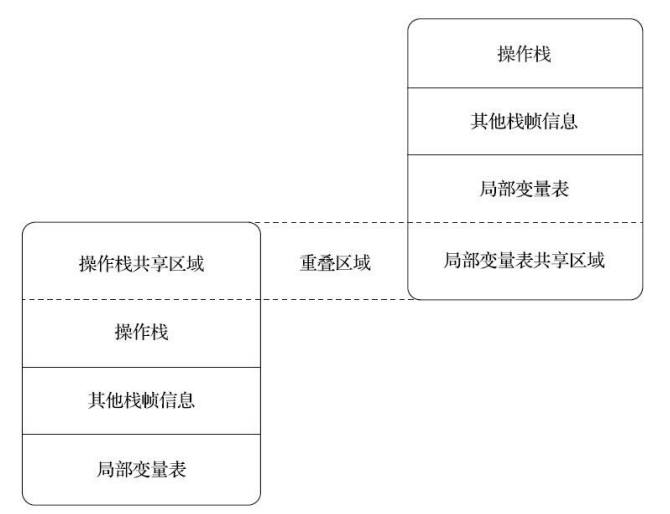 操作栈
其他栈帧信息
局部变量表
操作栈共享区域
重叠区域
局部变量表共享区域
操作栈
其他栈帧信息
局部变量表